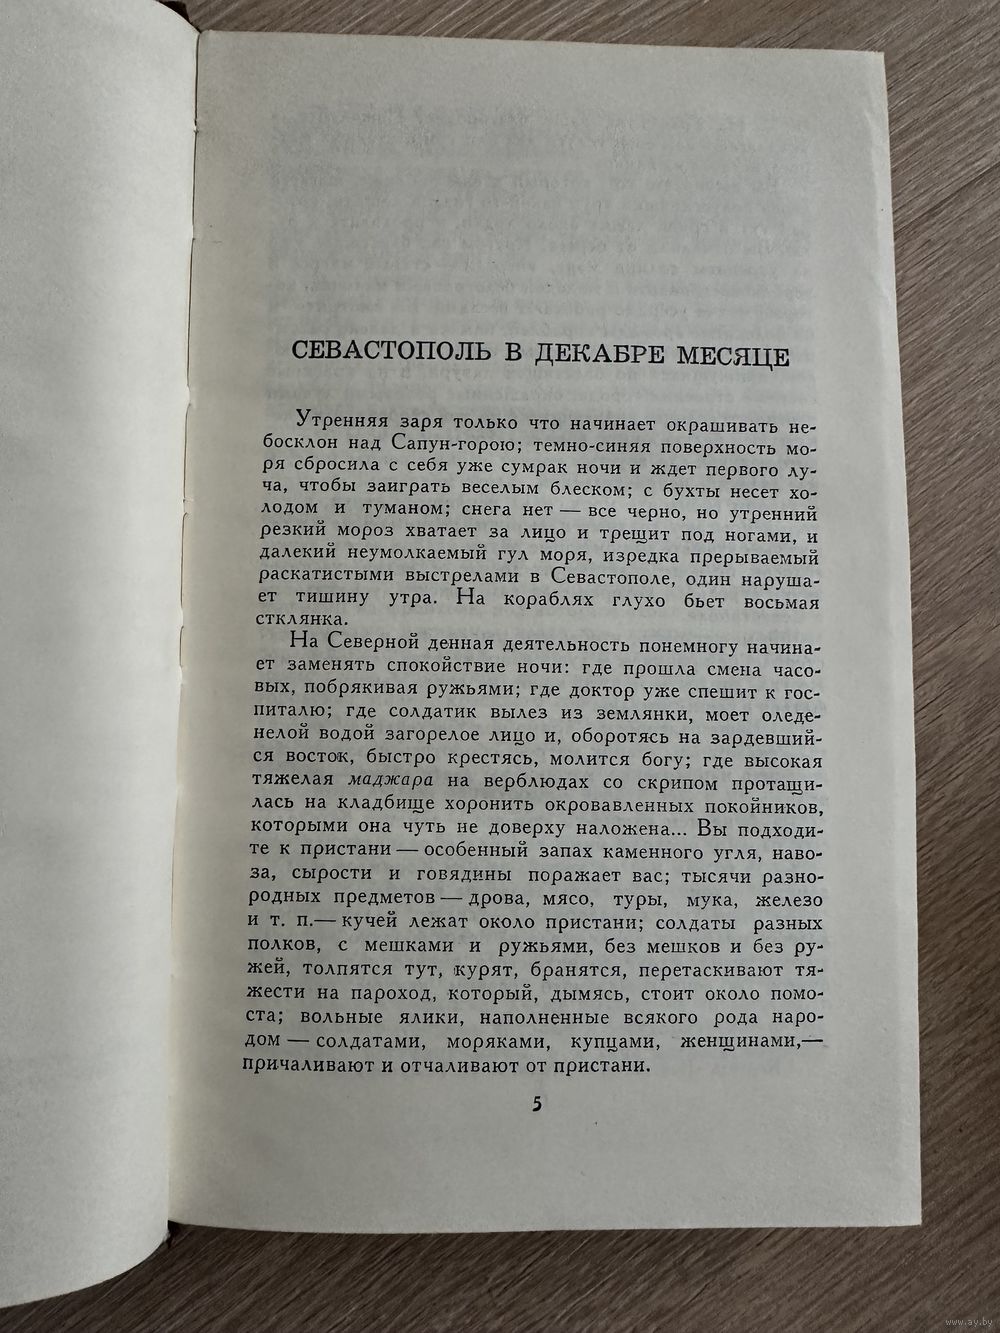 СЕВАСТОПОЛЬ В ДЕКАБРЕ МЕСЯЦЕ
Утренняя заря только что начинает окрашивать не-
босклон над Сапун-горою; темно-синяя поверхность мо-
ря сбросила с себя уже сумрак ночи и ждет первого лу-
ча, чтобы заиграть веселым блеском; с бухты несет хо-
лодом и туманом; снега нет — все черно, но утренний
резкий мороз хватает за лицо и трещит под ногами, и
далекий неумолкаемый гул моря, изредка прерываемый
раскатистыми выстрелами в Севастополе, один наруша-
ет тишину утра. На кораблях глухо бьет восьмая
стклянка.
На Северной денная деятельность понемногу начина-
ет заменять спокойствие ночи: где прошла смена часо-
вых, побрякивая ружьями; где доктор уже спешит к гос-
питалю; где солдатик вылез из землянки, моет оледе-
нелой водой загорелое лицо и, оборотясь на зардевший-
ся восток, быстро крестясь, молится богу; где высокая
тяжелая маджара на верблюдах со скрипом протащи-
лась на кладбище хоронить окровавленных покойников,
которыми она чуть не доверху наложена... Вы подходи-
те к пристани — особенный запах каменного угля, наво-
за, сырости и говядины поражает вас; тысячи разно-
родных предметов — дрова, мясо, туры, мука, железо
и т. п.— кучей лежат около пристани; солдаты разных
полков, с мешками и ружьями, без мешков и без ру-
жей, толпятся тут, курят, бранятся, перетаскивают тя-
жести на пароход, который, дымясь, стоит около помо-
ста; вольные ялики, наполненные всякого рода наро-
дом — солдатами, моряками, купцами, женщинами,—
причаливают и отчаливают от пристани.
5
www.ay.by